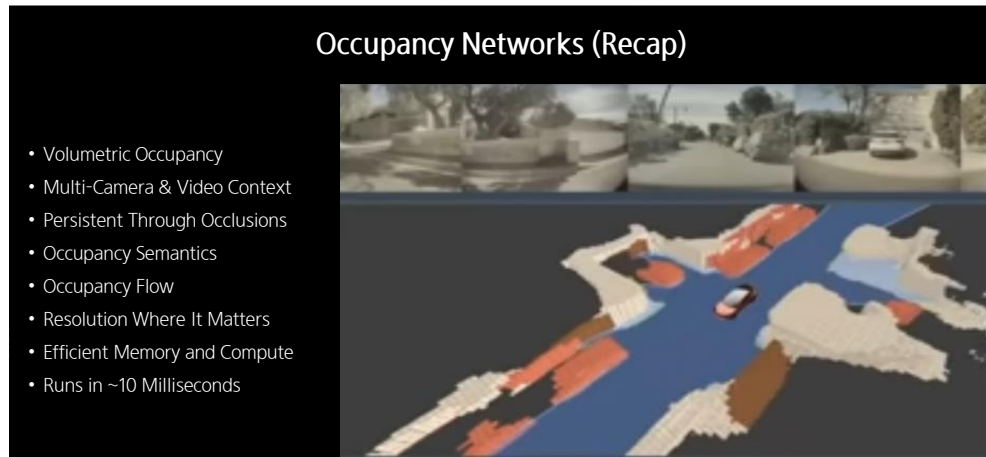 Occupancy Networks (Recap)
• Volumetric Occupancy
• Multi-Camera & Video Context
• Persistent Through Occlusions
• Occupancy Semantics
• Occupancy Flow
• Resolution Where It Matters
• Efficient Memory and Compute
• Runs in ~10 Milliseconds